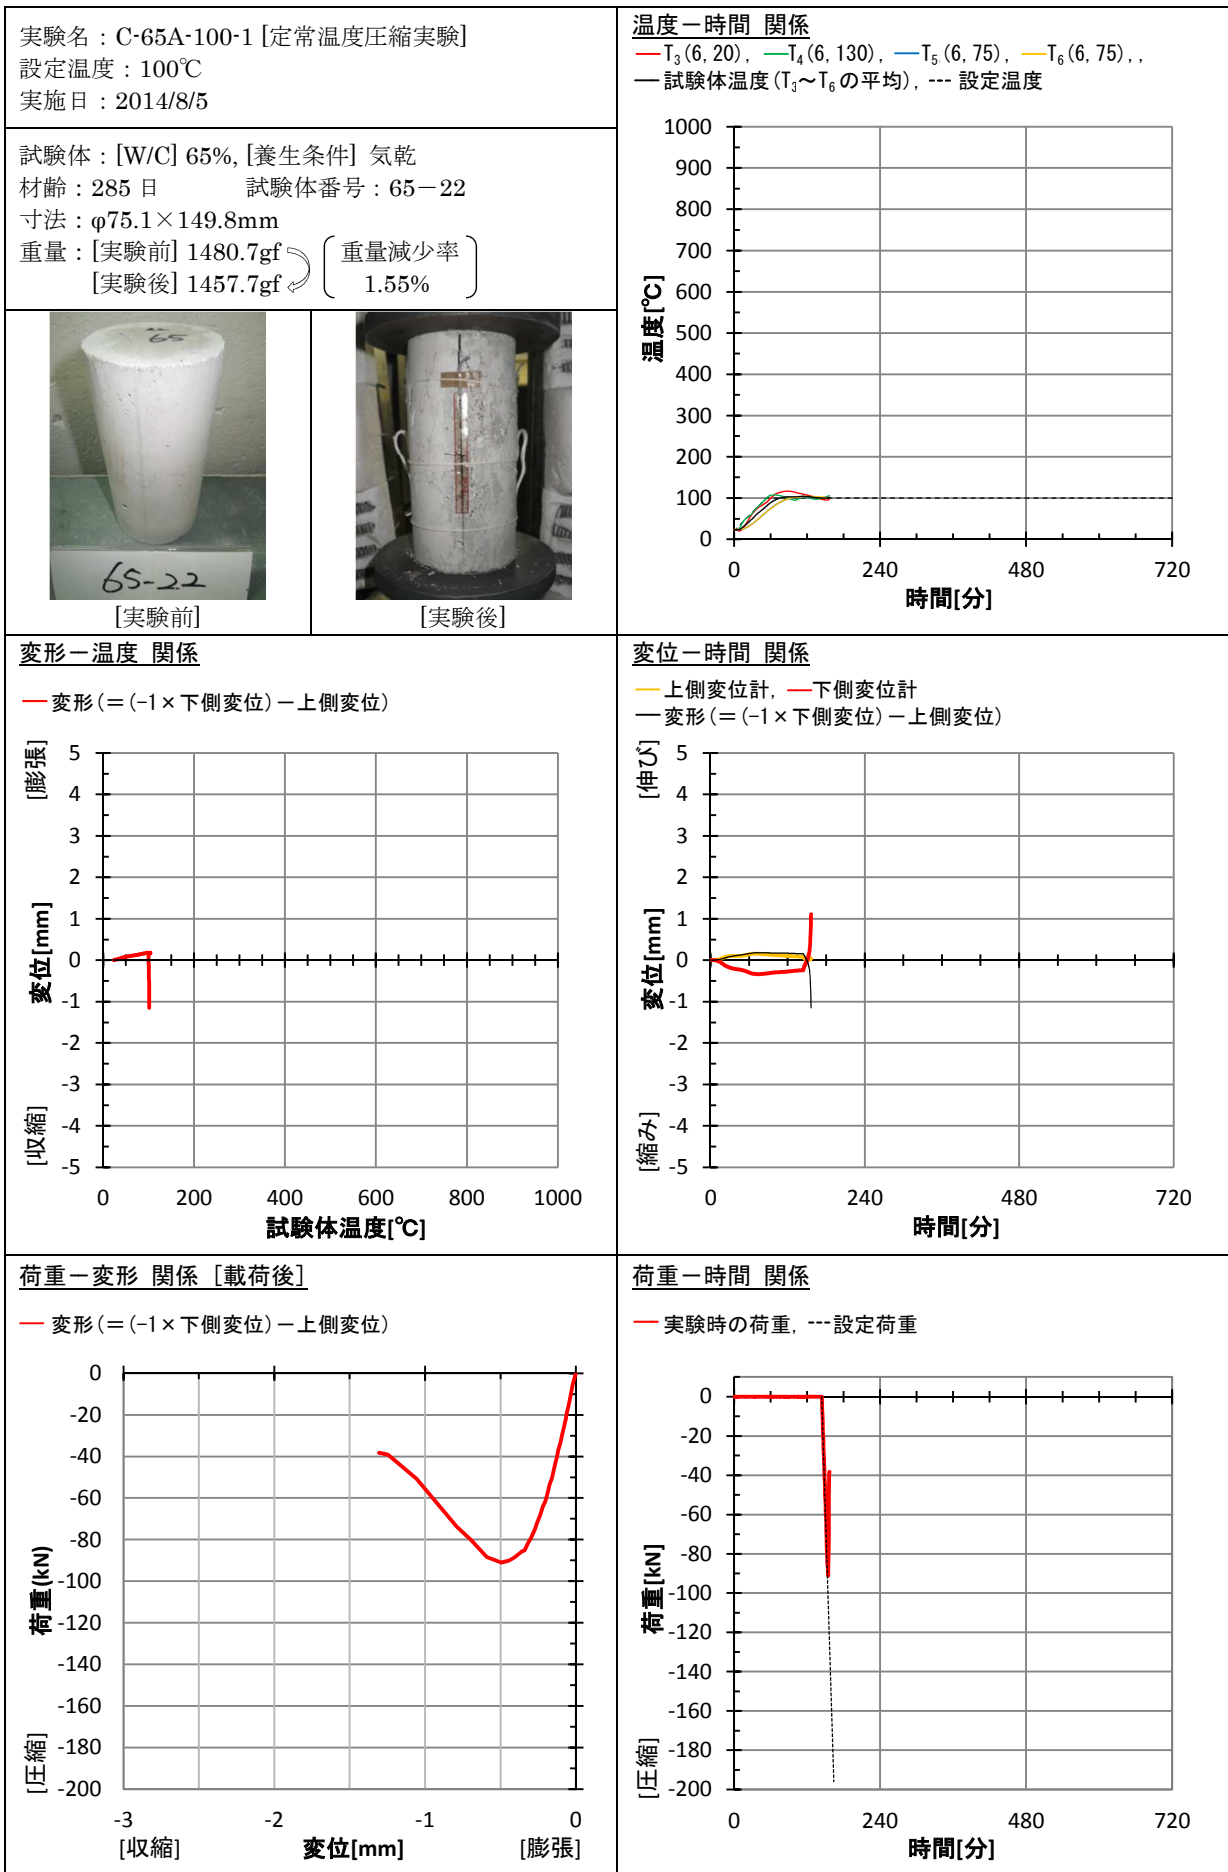 実験名：C-65A-100-1 [定常温度圧縮実験]
設定温度：100℃
実施日：2014/8/5
試験体：[W/C] 65%, [養生条件] 気乾
材齢：285 日 試験体番号：65－22
寸法：φ75.1×149.8mm
重量：[実験前] 1480.7gf
[実験後] 1457.7gf
重量減少率
1.55%
65
65-22
[実験前]
[実験後]
温度－時間 関係
T3(6, 20), T4(6, 130), T5(6, 75), T6(6, 75), ,
試験体温度(T3～T6の平均), --- 設定温度
1000
900
800
700
600
500
400
300
200
100
0
温度[℃]
0 240 480 720
時間[分]
変形－温度 関係
変形(＝(-1×下側変位)－上側変位)
[膨張]
5
4
3
2
1
0
-1
-2
-3
-4
-5
変位[mm]
[収縮]
0 200 400 600 800 1000
試験体温度[℃]
変位－時間 関係
上側変位計, 下側変位計
変形(＝(-1×下側変位)－上側変位)
[伸び]
5
4
3
2
1
0
-1
-2
-3
-4
-5
変位[mm]
[縮み]
0 240 480 720
時間[分]
荷重－変形 関係 [載荷後]
変形(＝(-1×下側変位)－上側変位)
0
-20
-40
-60
-80
-100
-120
-140
-160
-180
-200
荷重(kN)
[圧縮]
-3 -2 -1 0
[収縮] 変位[mm] [膨張]
荷重－時間 関係
実験時の荷重, ---設定荷重
0
-20
-40
-60
-80
-100
-120
-140
-160
-180
-200
荷重[kN]
[圧縮]
0 240 480 720
時間[分]